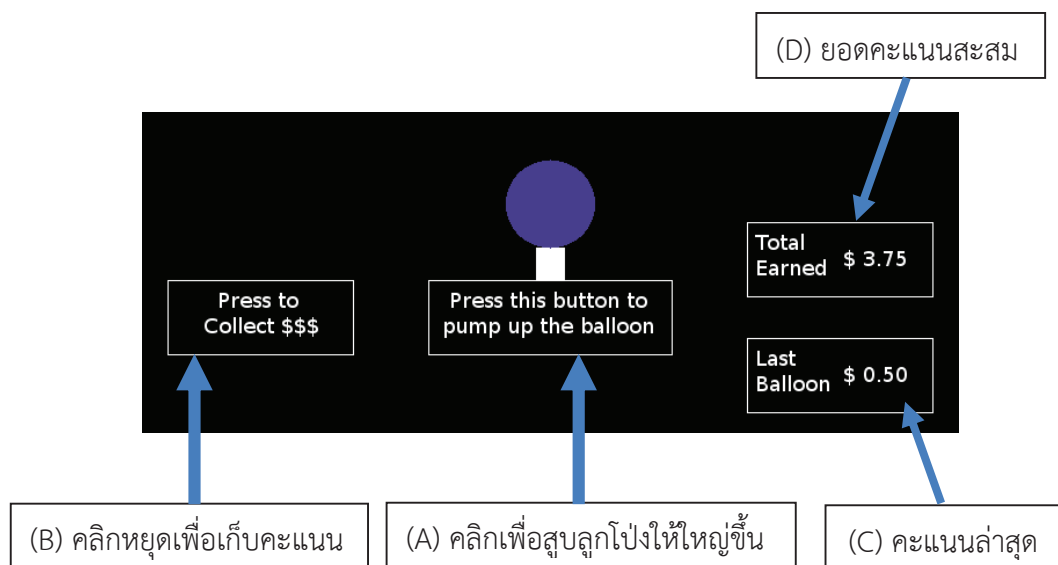 (D) ยอดคะแนนสะสม
Total
Earned $ 3.75
Press to
Collect $$$
Press this button to
pump up the balloon
Last
Balloon $ 0.50
(B) คลิกหยุดเพื่อเก็บคะแนน
(A) คลิกเพื่อสูบลูกโป่งให้ใหญ่ขึ้น
(C) คะแนนล่าสุด